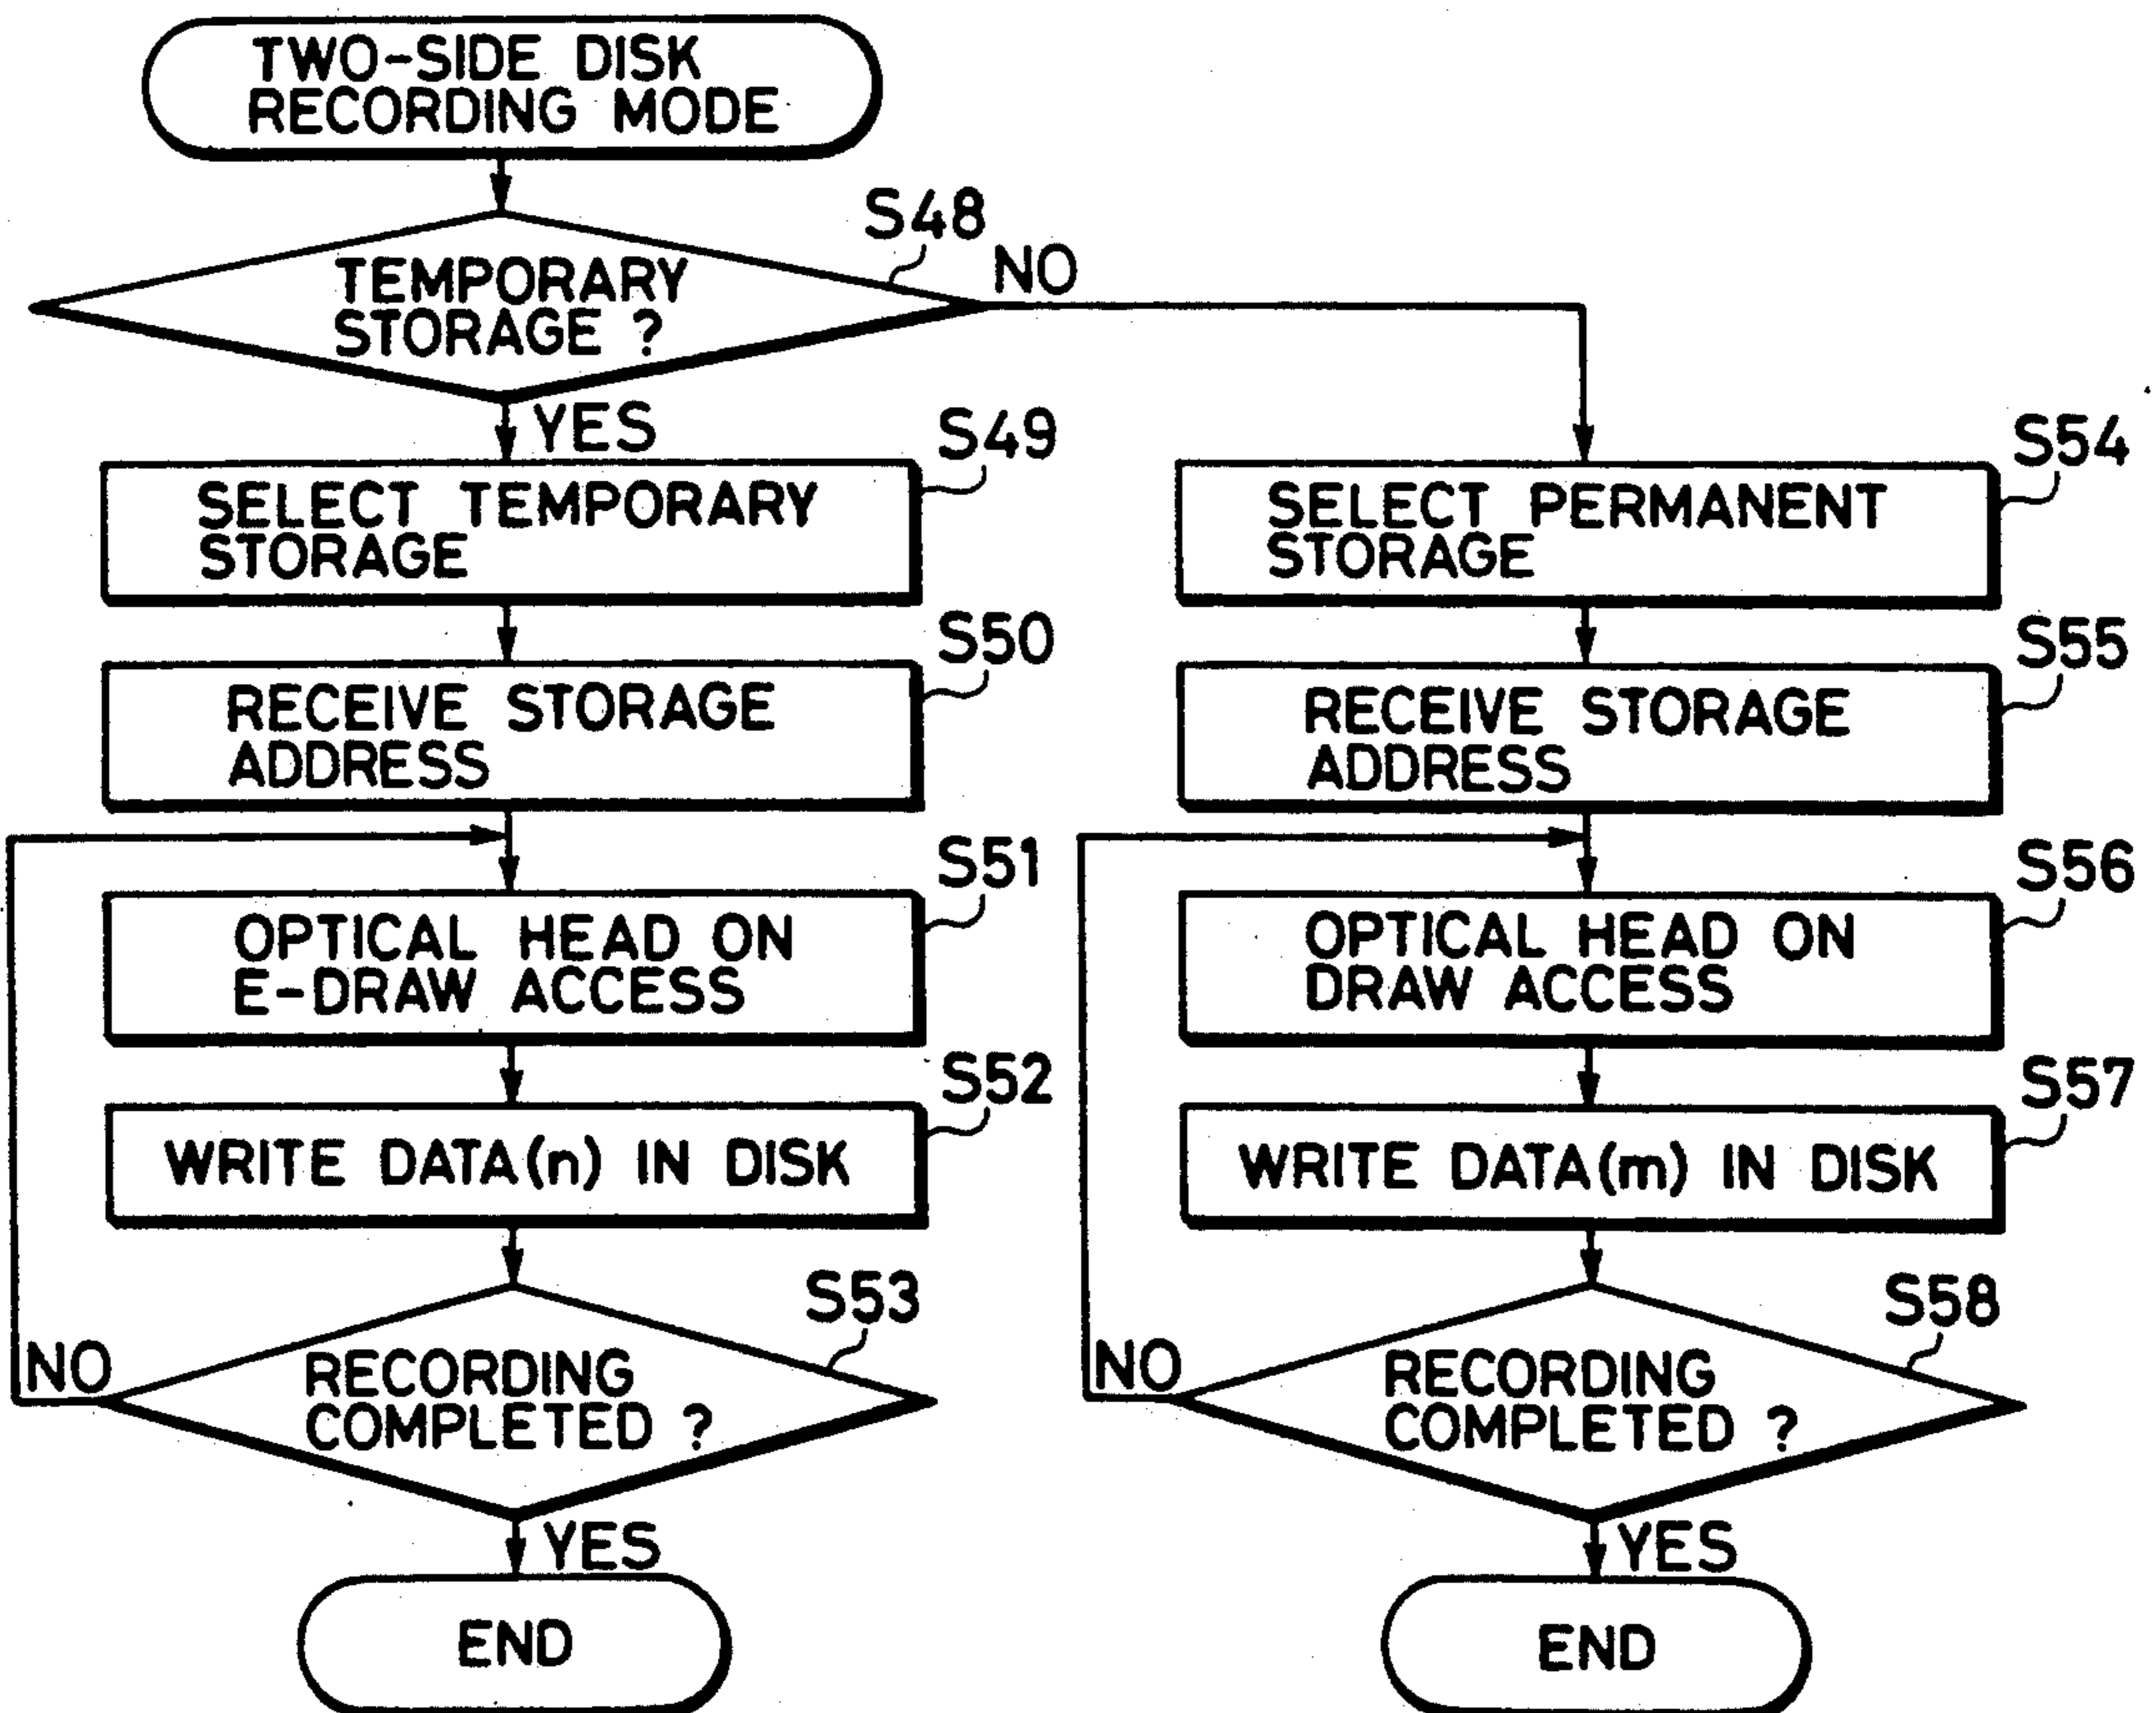 TWO-SIDE DISK
RECORDING MODE
S48
TEMPORARY
STORAGE ?
NO
YES
S49
SELECT TEMPORARY
STORAGE
S50
RECEIVE STORAGE
ADDRESS
S51
OPTICAL HEAD ON
E-DRAW ACCESS
S52
WRITE DATA(n) IN DISK
S53
NO
RECORDING
COMPLETED ?
YES
END
S54
SELECT PERMANENT
STORAGE
S55
RECEIVE STORAGE
ADDRESS
S56
OPTICAL HEAD ON
DRAW ACCESS
S57
WRITE DATA(m) IN DISK
S58
NO
RECORDING
COMPLETED ?
YES
END